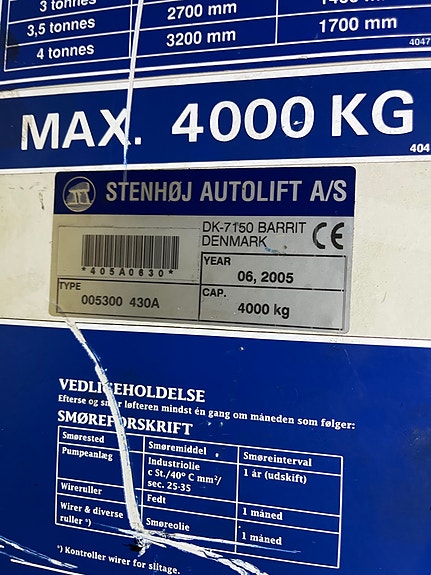 3 tonnes 2700 mm
3,5 tonnes 3200 mm 1700 mm
4 tonnes
4047
MAX. 4000 KG
404
STENHØJ AUTOLIFT A/S
DK-7150 BARRIT
DENMARK
CE
*405A0630*
YEAR
06, 2005
TYPE
005300 430A
CAP.
4000 kg
VEDLIGEHOLDELSE
Efterse og smør løfteren mindst én gang om måneden som følger:
SMØREFORSKRIFT
Smørested Smøremiddel Smøreinterval
Pumpeanlæg Industriolie 1 år (udskift)
c St./40° C mm²/
sec. 25-35
Wireruller Fedt 1 måned
Wirer & diverse Smøreolie 1 måned
ruller *)
*) Kontroller wirer for slitage.